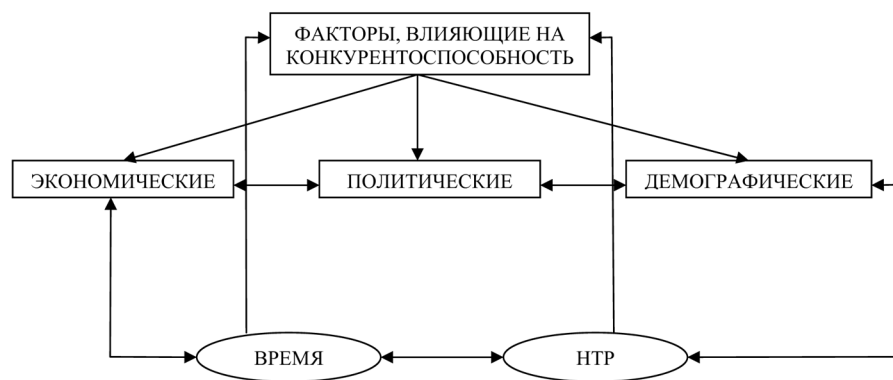 ФАКТОРЫ, ВЛИЯЮЩИЕ НА
КОНКУРЕНТОСПОСОБНОСТЬ
ЭКОНОМИЧЕСКИЕ
ПОЛИТИЧЕСКИЕ
ДЕМОГРАФИЧЕСКИЕ
ВРЕМЯ
НТР